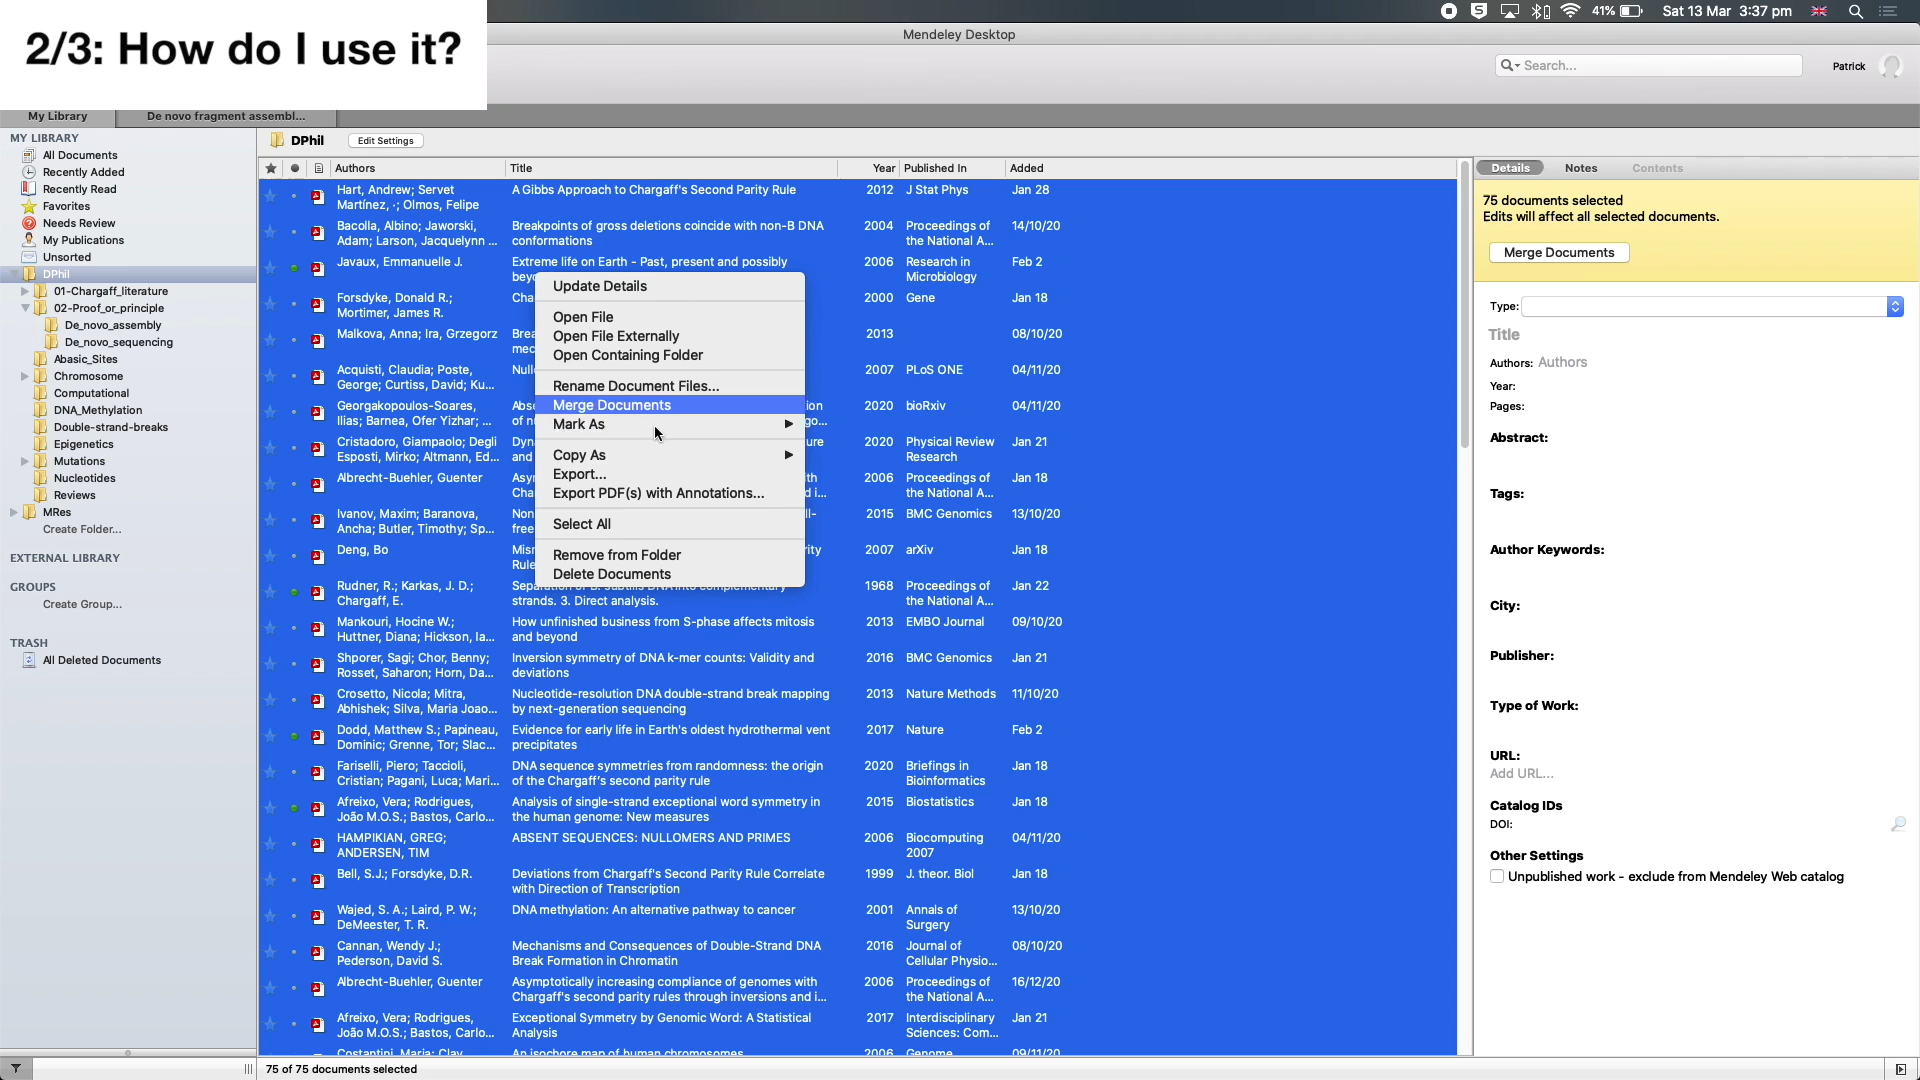 2/3: How do I use it?
41%
Sat 13 Mar 3:37 pm
Mendeley Desktop
Search...
Patrick
My Library
De novo fragment assembl...
MY LIBRARY
All Documents
Recently Added
Recently Read
Favorites
Needs Review
My Publications
Unsorted
DPhil
01-Chargaff_literature
02-Proof_or_principle
De_novo_assembly
De_novo_sequencing
Abasic_Sites
Chromosome
Computational
DNA_Methylation
Double-strand-breaks
Epigenetics
Mutations
Nucleotides
Reviews
MRes
Create Folder...
EXTERNAL LIBRARY
GROUPS
Create Group...
TRASH
All Deleted Documents
DPhil
Edit Settings
Authors Title Year Published In Added
Hart, Andrew; Servet A Gibbs Approach to Chargaff's Second Parity Rule 2012 J Stat Phys Jan 28
Martínez, ·; Olmos, Felipe
Bacolla, Albino; Jaworski, Breakpoints of gross deletions coincide with non-B DNA 2004 Proceedings of 14/10/20
Adam; Larson, Jacquelynn ... conformations the National A...
Javaux, Emmanuelle J. Extreme life on Earth - Past, present and possibly 2006 Research in Feb 2
Microbiology
Forsdyke, Donald R.; 2000 Gene Jan 18
Mortimer, James R.
Malkova, Anna; Ira, Grzegorz 2013 08/10/20
Acquisti, Claudia; Poste, 2007 PLoS ONE 04/11/20
George; Curtiss, David; Ku...
Georgakopoulos-Soares, 2020 bioRxiv 04/11/20
Ilias; Barnea, Ofer Yizhar; ...
Cristadoro, Giampaolo; Degli 2020 Physical Review Jan 21
Esposti, Mirko; Altmann, Ed... and Research
Albrecht-Buehler, Guenter 2006 Proceedings of Jan 18
the National A...
Ivanov, Maxim; Baranova, 2015 BMC Genomics 13/10/20
Ancha; Butler, Timothy; Sp...
Deng, Bo 2007 arXiv Jan 18
Rudner, R.; Karkas, J. D.; Separation of B. subtilis DNA into complementary 1968 Proceedings of Jan 22
Chargaff, E. strands. 3. Direct analysis. the National A...
Mankouri, Hocine W.; How unfinished business from S-phase affects mitosis 2013 EMBO Journal 09/10/20
Huttner, Diana; Hickson, Ia... and beyond
Shporer, Sagi; Chor, Benny; Inversion symmetry of DNA k-mer counts: Validity and 2016 BMC Genomics Jan 21
Rosset, Saharon; Horn, Da... deviations
Crosetto, Nicola; Mitra, Nucleotide-resolution DNA double-strand break mapping 2013 Nature Methods 11/10/20
Abhishek; Silva, Maria Joao... by next-generation sequencing
Dodd, Matthew S.; Papineau, Evidence for early life in Earth's oldest hydrothermal vent 2017 Nature Feb 2
Dominic; Grenne, Tor; Slac... precipitates
Fariselli, Piero; Taccioli, DNA sequence symmetries from randomness: the origin 2020 Briefings in Jan 18
Cristian; Pagani, Luca; Mari... of the Chargaff's second parity rule Bioinformatics
Afreixo, Vera; Rodrigues, Analysis of single-strand exceptional word symmetry in 2015 Biostatistics Jan 18
João M.O.S.; Bastos, Carlo... the human genome: New measures
HAMPIKIAN, GREG; ABSENT SEQUENCES: NULLOMERS AND PRIMES 2006 Biocomputing 04/11/20
ANDERSEN, TIM 2007
Bell, S.J.; Forsdyke, D.R. Deviations from Chargaff's Second Parity Rule Correlate 1999 J. theor. Biol Jan 18
with Direction of Transcription
Wajed, S. A.; Laird, P. W.; DNA methylation: An alternative pathway to cancer 2001 Annals of 13/10/20
DeMeester, T. R. Surgery
Cannan, Wendy J.; Mechanisms and Consequences of Double-Strand DNA 2016 Journal of 08/10/20
Pederson, David S. Break Formation in Chromatin Cellular Physio...
Albrecht-Buehler, Guenter Asymptotically increasing compliance of genomes with 2006 Proceedings of 16/12/20
Chargaff's second parity rules through inversions and i... the National A...
Afreixo, Vera; Rodrigues, Exceptional Symmetry by Genomic Word: A Statistical 2017 Interdisciplinary Jan 21
João M.O.S.; Bastos, Carlo... Analysis Sciences: Com...
Costantini, Maria; Clay, An isochore map of human chromosomes 2006 Genome 09/11/20
Update Details
Open File
Open File Externally
Open Containing Folder
Rename Document Files...
Merge Documents
Mark As
Copy As
Export...
Export PDF(s) with Annotations...
Select All
Remove from Folder
Delete Documents
Details Notes Contents
75 documents selected
Edits will affect all selected documents.
Merge Documents
Type:
Title
Authors: Authors
Year:
Pages:
Abstract:
Tags:
Author Keywords:
City:
Publisher:
Type of Work:
URL:
Add URL...
Catalog IDs
DOI:
Other Settings
Unpublished work - exclude from Mendeley Web catalog
75 of 75 documents selected